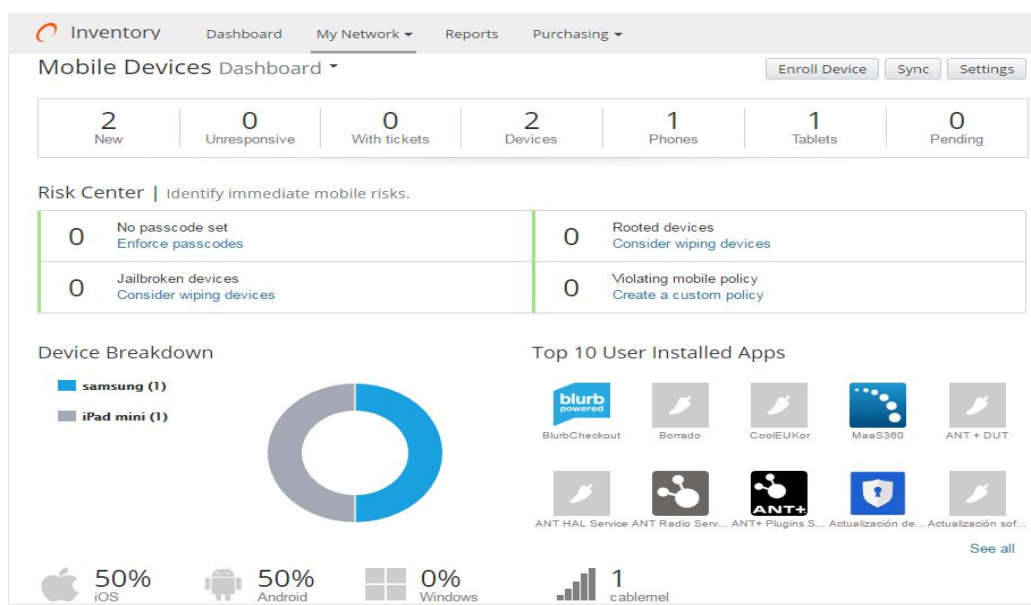 Inventory Dashboard My Network Reports Purchasing
Mobile Devices Dashboard
Enroll Device Sync Settings
2 0 0 2 1 1 0
New Unresponsive With tickets Devices Phones Tablets Pending
Risk Center | Identify immediate mobile risks.
0 No passcode set
Enforce passcodes
0 Rooted devices
Consider wiping devices
0 Jailbroken devices
Consider wiping devices
0 Violating mobile policy
Create a custom policy
Device Breakdown
samsung (1)
iPad mini (1)
Top 10 User Installed Apps
blurb
powered
BlurbCheckout Borrado CoolEUKor MaaS360 ANT + DUT
ANT+
ANT HAL Service ANT Radio Serv... ANT+ Plugins S... Actualización de... Actualización sof...
See all
50% 50% 0% 1
iOS Android Windows cablemel